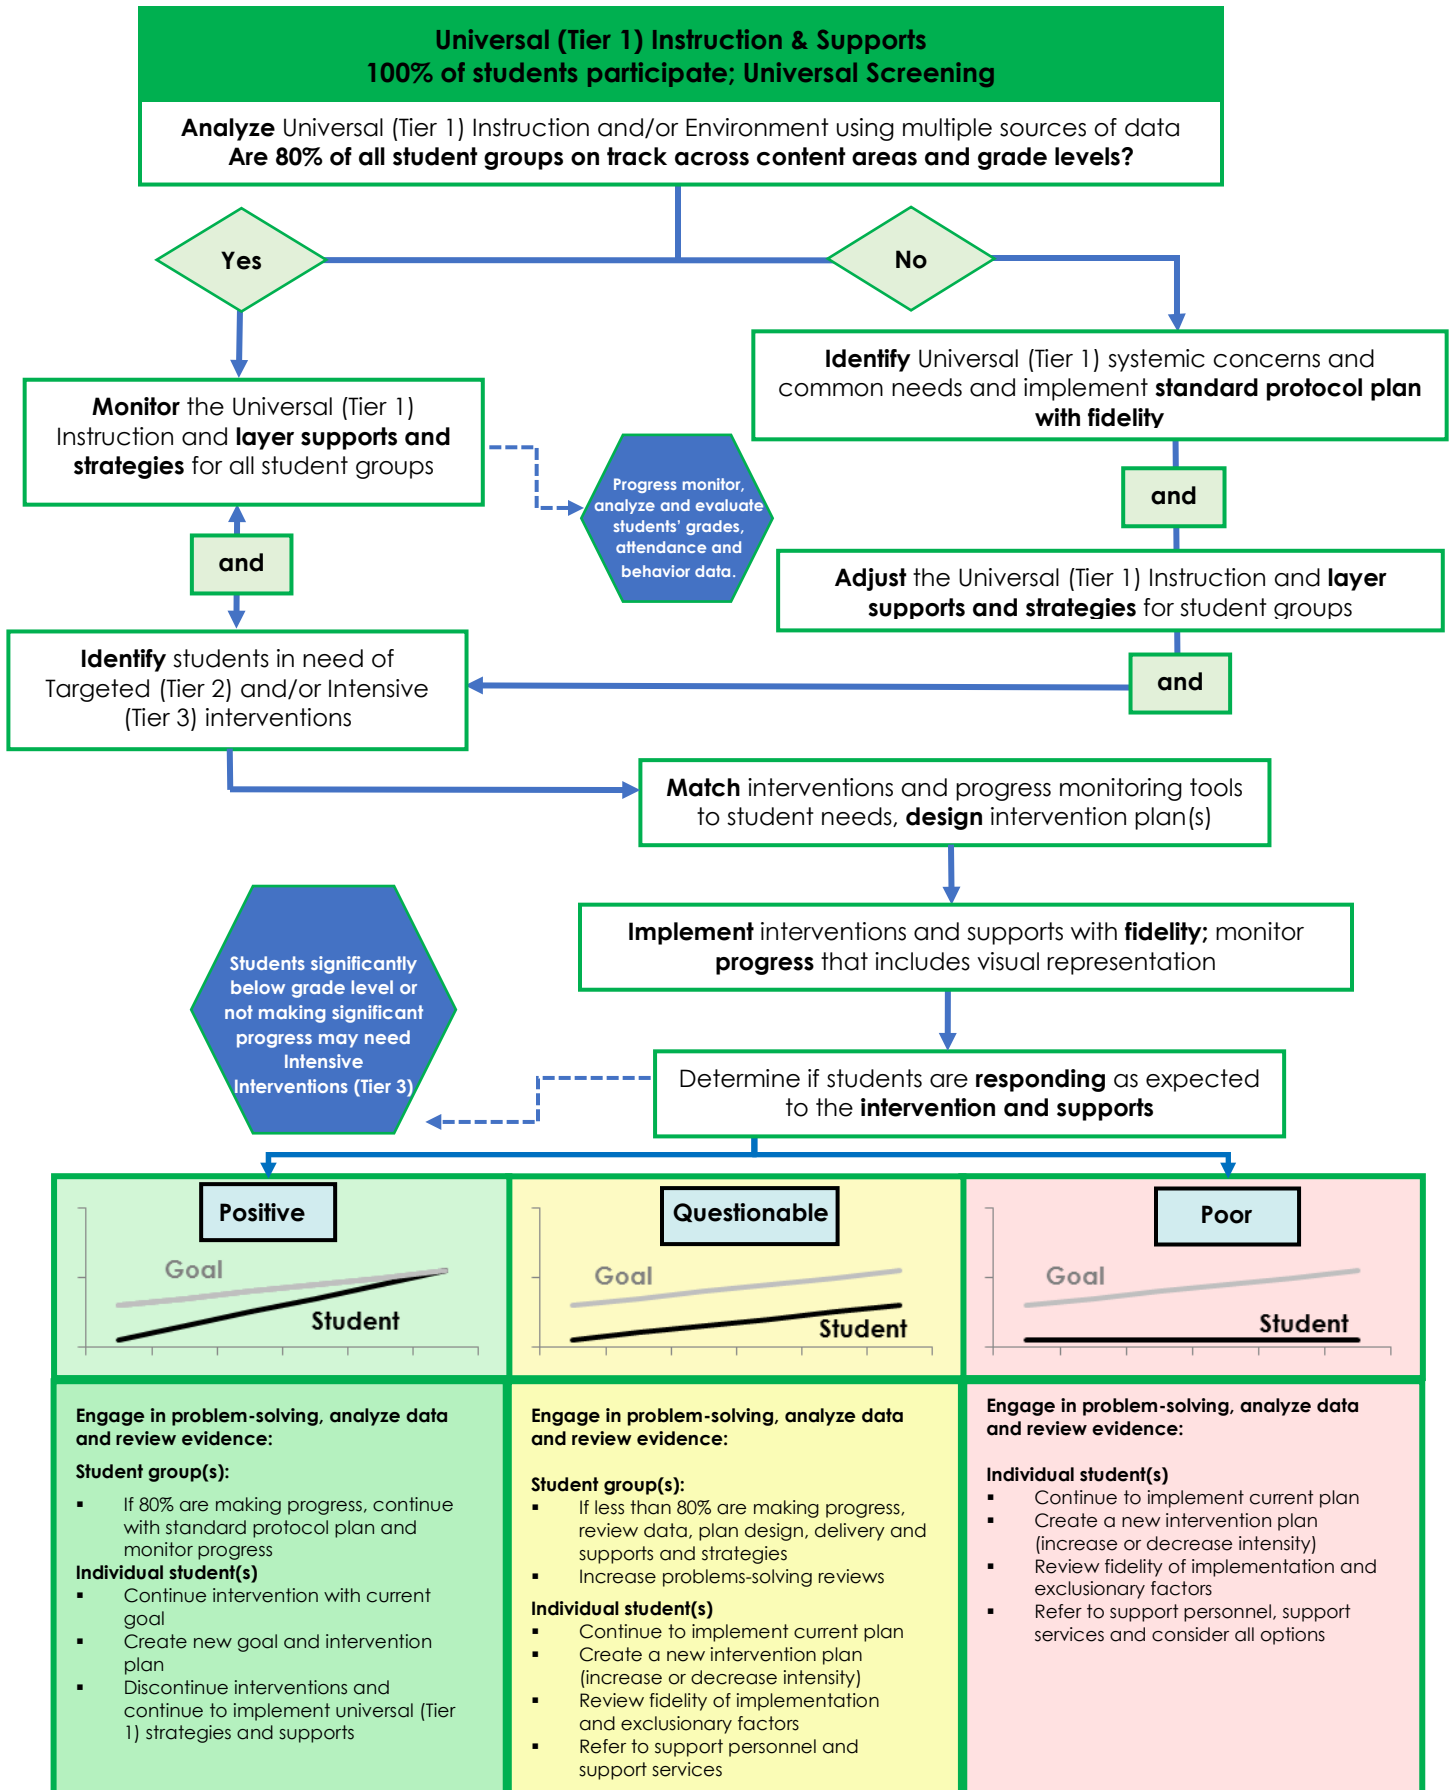 Universal (Tier 1) Instruction & Supports
100% of students participate; Universal Screening
Analyze Universal (Tier 1) Instruction and/or Environment using multiple sources of data
Are 80% of all student groups on track across content areas and grade levels?
Yes
No
Identify Universal (Tier 1) systemic concerns and
common needs and implement standard protocol plan
with fidelity
Monitor the Universal (Tier 1)
Instruction and layer supports and
strategies for all student groups
Progress monitor,
analyze and evaluate
students' grades,
attendance and
behavior data.
and
and
Adjust the Universal (Tier 1) Instruction and layer
supports and strategies for student groups
Identify students in need of
Targeted (Tier 2) and/or Intensive
(Tier 3) interventions
and
Match interventions and progress monitoring tools
to student needs, design intervention plan(s)
Implement interventions and supports with fidelity; monitor
progress that includes visual representation
Students significantly
below grade level or
not making significant
progress may need
Intensive
Interventions (Tier 3)
Determine if students are responding as expected
to the intervention and supports
Positive
Goal
Student
Questionable
Goal
Student
Poor
Goal
Student
Engage in problem-solving, analyze data
and review evidence:
Student group(s):
▪ If 80% are making progress, continue
with standard protocol plan and
monitor progress
Individual student(s)
▪ Continue intervention with current
goal
▪ Create new goal and intervention
plan
▪ Discontinue interventions and
continue to implement universal (Tier
1) strategies and supports
Engage in problem-solving, analyze data
and review evidence:
Student group(s):
▪ If less than 80% are making progress,
review data, plan design, delivery and
supports and strategies
▪ Increase problems-solving reviews
Individual student(s)
▪ Continue to implement current plan
▪ Create a new intervention plan
(increase or decrease intensity)
▪ Review fidelity of implementation
and exclusionary factors
▪ Refer to support personnel and
support services
Engage in problem-solving, analyze data
and review evidence:
Individual student(s)
▪ Continue to implement current plan
▪ Create a new intervention plan
(increase or decrease intensity)
▪ Review fidelity of implementation and
exclusionary factors
▪ Refer to support personnel, support
services and consider all options